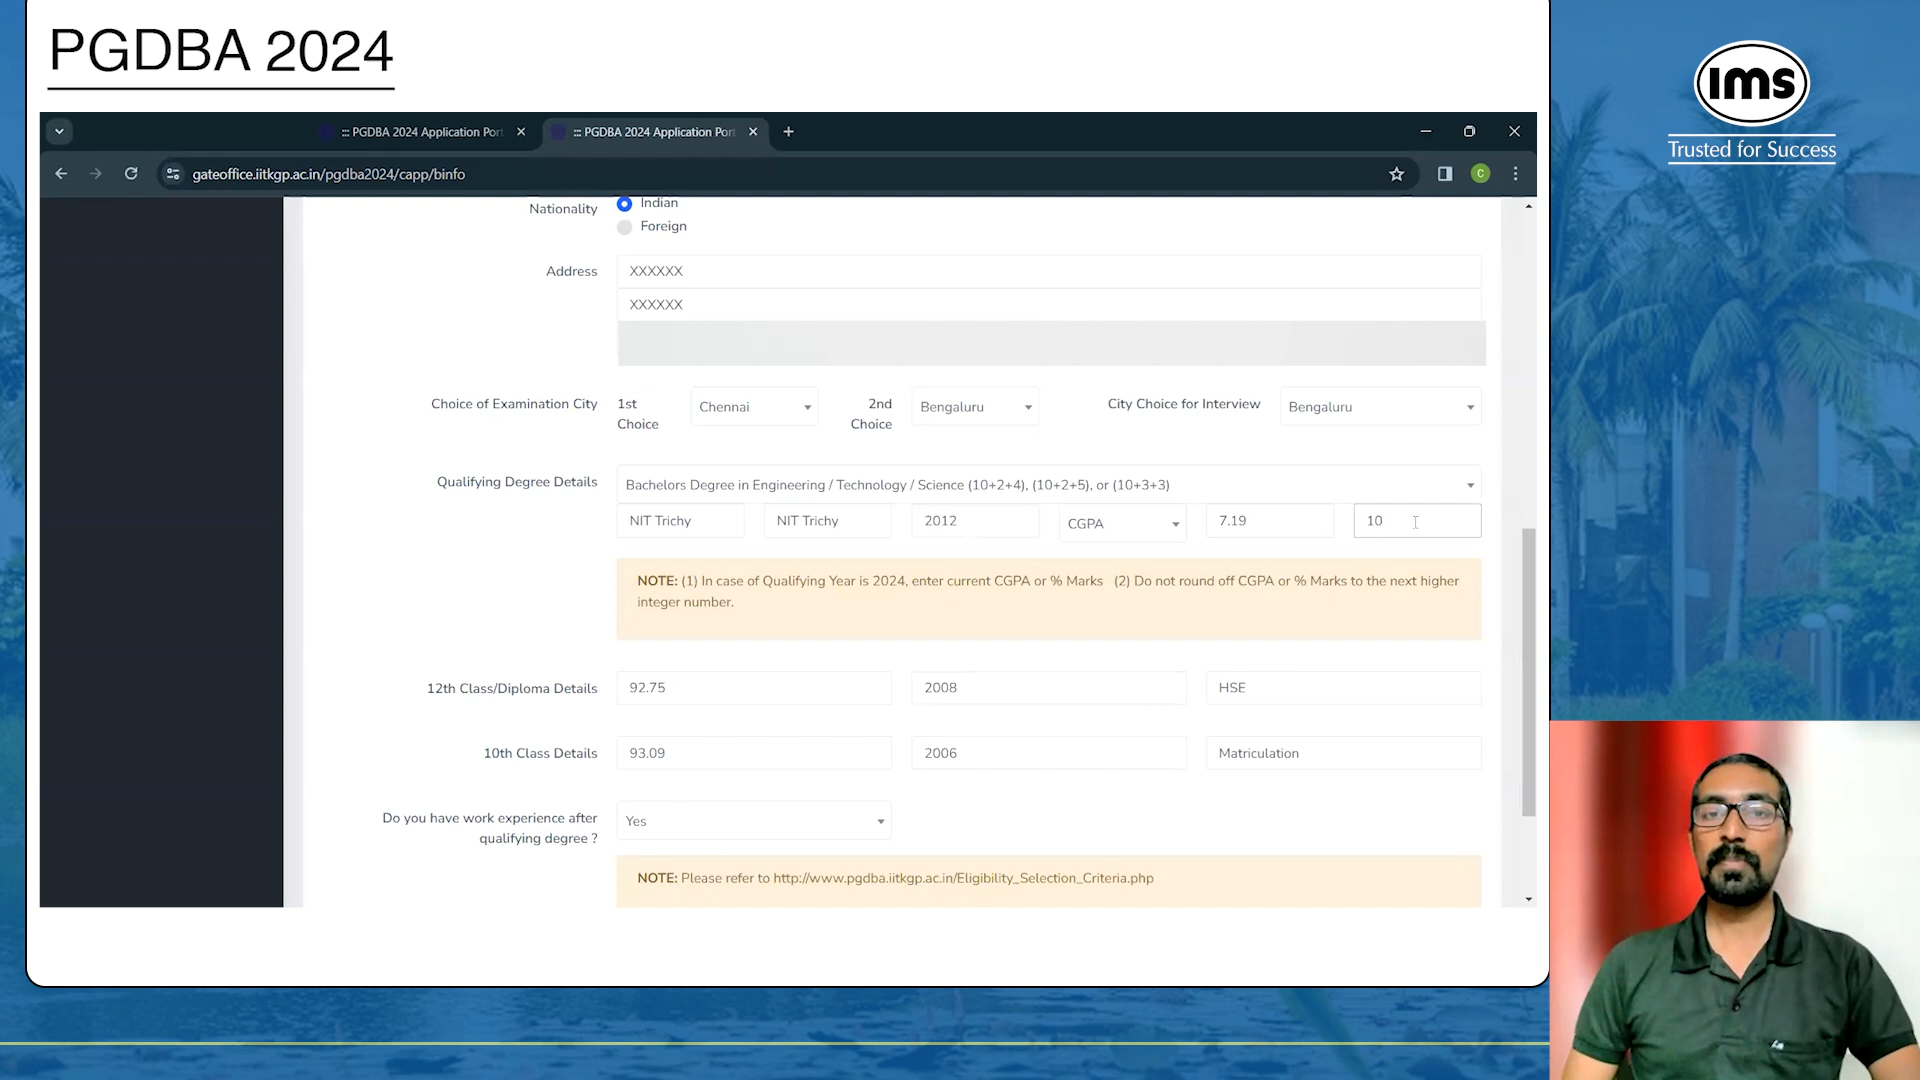 PGDBA 2024
ims
Trusted for Success
::: PGDBA 2024 Application Port
::: PGDBA 2024 Application Port
gateoffice.iitkgp.ac.in/pgdba2024/capp/binfo
C
Nationality
Indian
Foreign
Address
XXXXXX
XXXXXX
Choice of Examination City
1st Choice
Chennai
2nd Choice
Bengaluru
City Choice for Interview
Bengaluru
Qualifying Degree Details
Bachelors Degree in Engineering / Technology / Science (10+2+4), (10+2+5), or (10+3+3)
NIT Trichy
NIT Trichy
2012
CGPA
7.19
10
NOTE: (1) In case of Qualifying Year is 2024, enter current CGPA or % Marks (2) Do not round off CGPA or % Marks to the next higher
integer number.
12th Class/Diploma Details
92.75
2008
HSE
10th Class Details
93.09
2006
Matriculation
Do you have work experience after
qualifying degree ?
Yes
NOTE: Please refer to http://www.pgdba.iitkgp.ac.in/Eligibility_Selection_Criteria.php